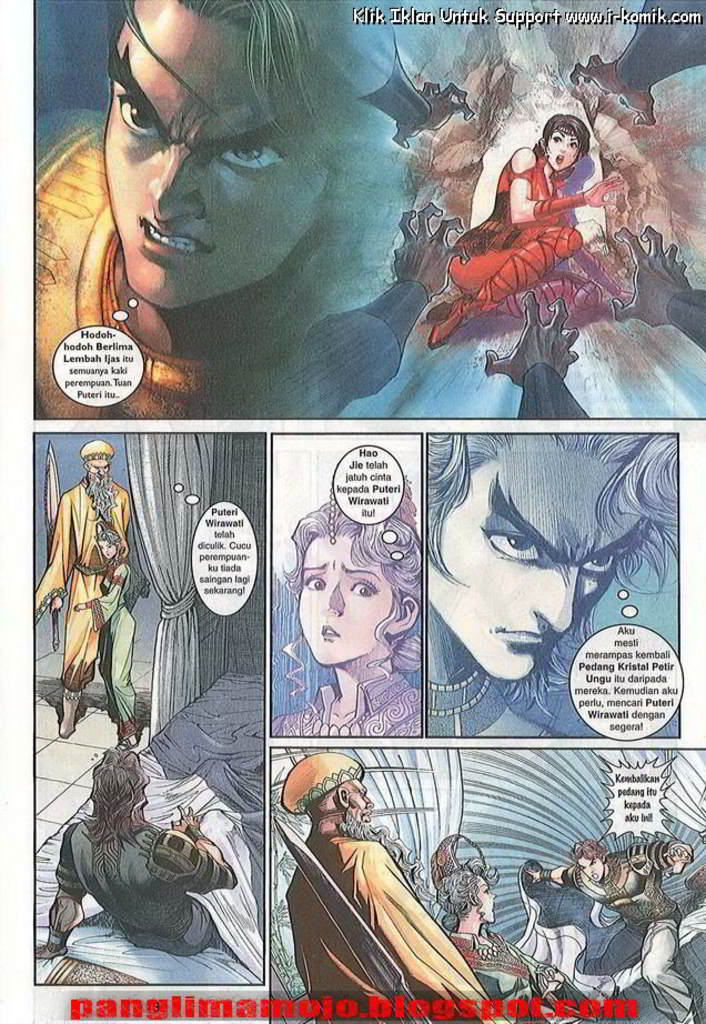 Klik Iklan Untuk Support www.i-komik.com
Hodoh-
hodoh Berlima
Lembah Ijas itu
semuanya kaki
perempuan. Tuan
Puteri itu..
Puteri
Wirawati
telah
diculik. Cucu
perempuan-
ku tiada
saingan lagi
sekarang!
Hao
Jie telah
jatuh cinta
kepada Puteri
Wirawati
itu!
Aku
mesti
merampas kembali
Pedang Kristal Petir
Ungu itu daripada
mereka. Kemudian aku
perlu, mencari Puteri
Wirawati dengan
segera!
Kembalikan
pedang itu
kepada
aku Ini!
panglimamojo.blogspot.com